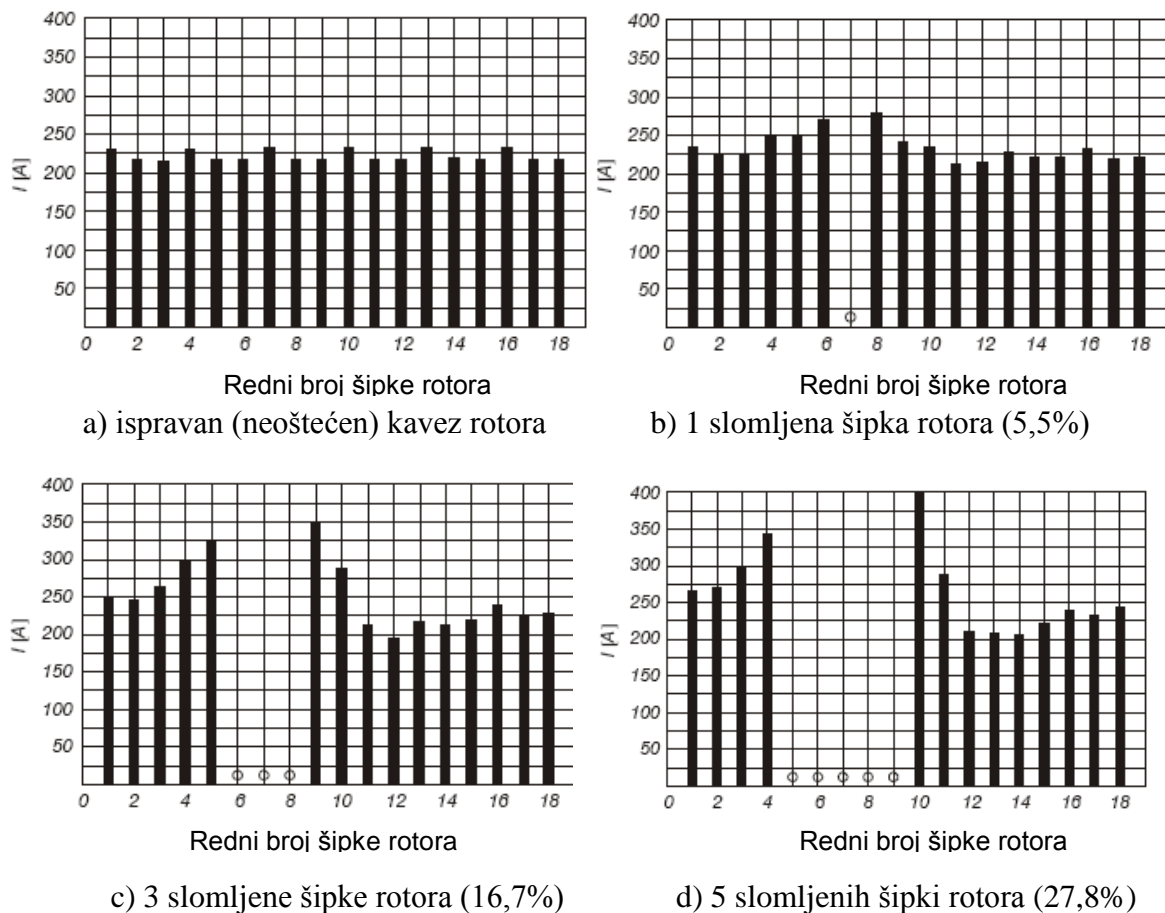 400
350
300
250
200
150
100
50
I [A]
0 2 4 6 8 10 12 14 16 18
Redni broj šipke rotora
a) ispravan (neoštećen) kavez rotora
400
350
300
250
200
150
100
50
I [A]
0 2 4 6 8 10 12 14 16 18
Redni broj šipke rotora
b) 1 slomljena šipka rotora (5,5%)
400
350
300
250
200
150
100
50
I [A]
0 2 4 6 8 10 12 14 16 18
Redni broj šipke rotora
c) 3 slomljene šipke rotora (16,7%)
400
350
300
250
200
150
100
50
I [A]
0 2 4 6 8 10 12 14 16 18
Redni broj šipke rotora
d) 5 slomljenih šipki rotora (27,8%)